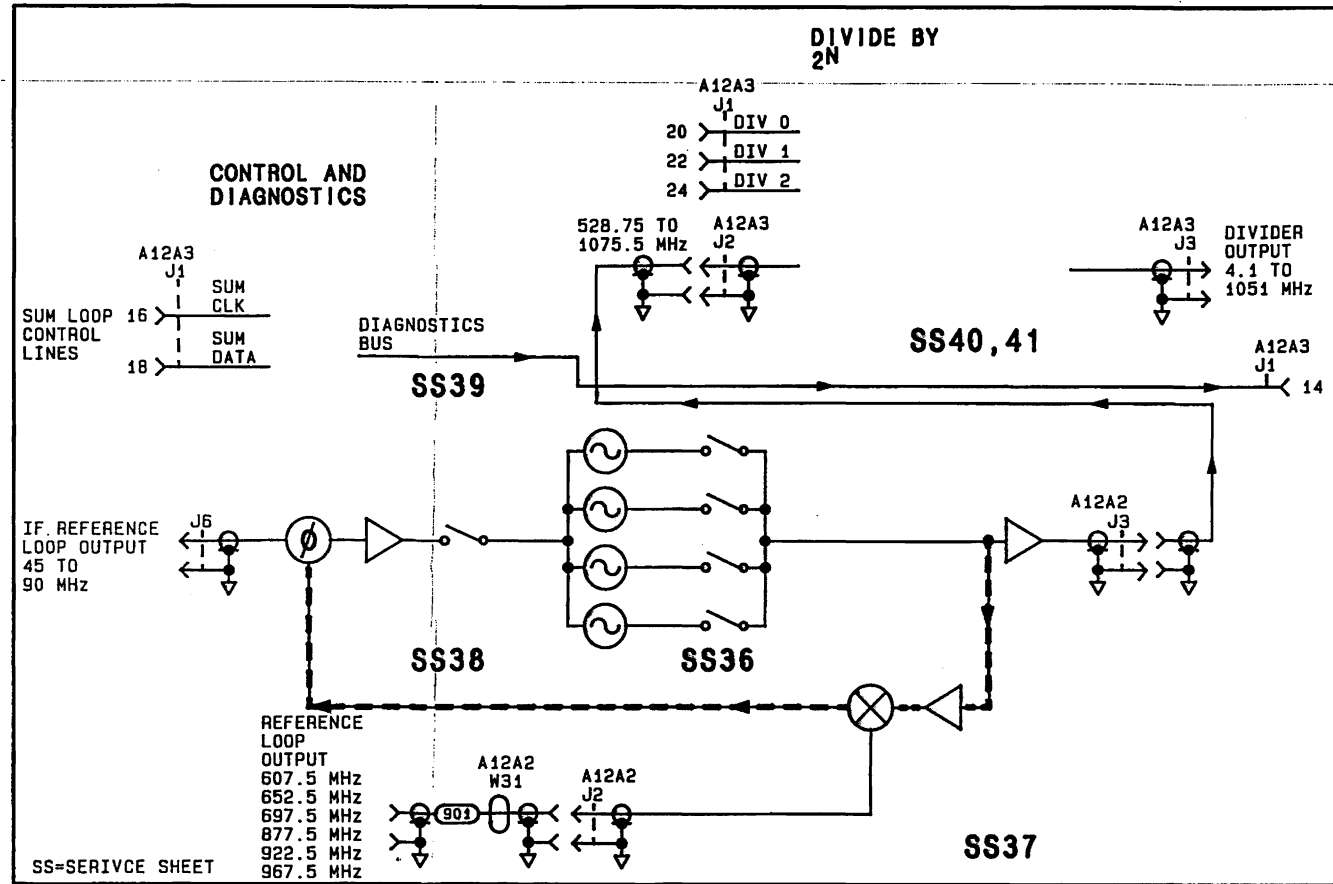 DIVIDE BY
2N
A12A3
J1
20 DIV 0
22 DIV 1
24 DIV 2
CONTROL AND
DIAGNOSTICS
528.75 TO
1075.5 MHz
A12A3
J2
A12A3
J3
DIVIDER
OUTPUT
4.1 TO
1051 MHz
A12A3
J1
SUM LOOP
CONTROL
LINES
16
SUM
CLK
18
SUM
DATA
DIAGNOSTICS
BUS
SS39
SS40,41
A12A3
J1
14
IF. REFERENCE
LOOP OUTPUT
45 TO
90 MHz
J6
Ø
A12A2
J3
SS38
SS36
REFERENCE
LOOP
OUTPUT
607.5 MHz
652.5 MHz
697.5 MHz
877.5 MHz
922.5 MHz
967.5 MHz
901
A12A2
W31
A12A2
J2
SS37
SS=SERIVCE SHEET